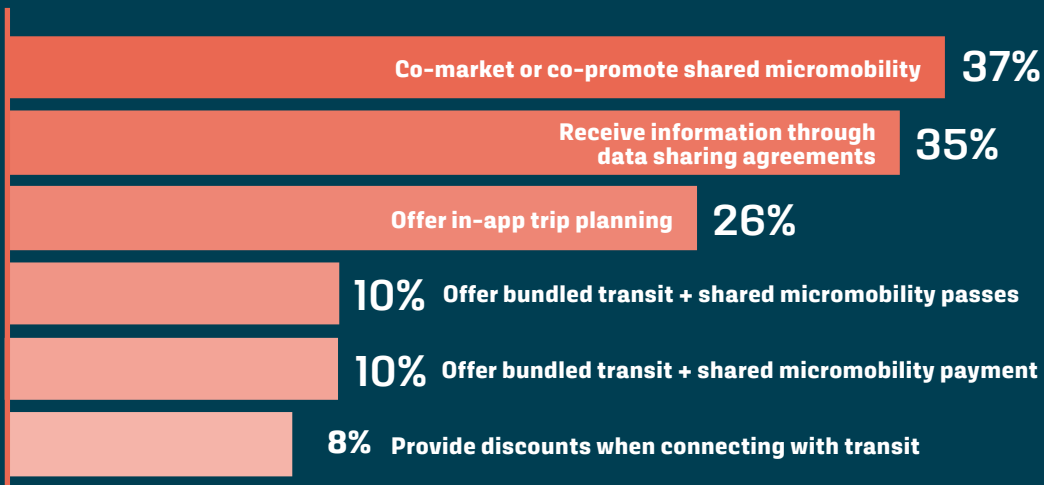 Co-market or co-promote shared micromobility 37%
Receive information through
data sharing agreements 35%
Offer in-app trip planning 26%
10% Offer bundled transit + shared micromobility passes
10% Offer bundled transit + shared micromobility payment
8% Provide discounts when connecting with transit